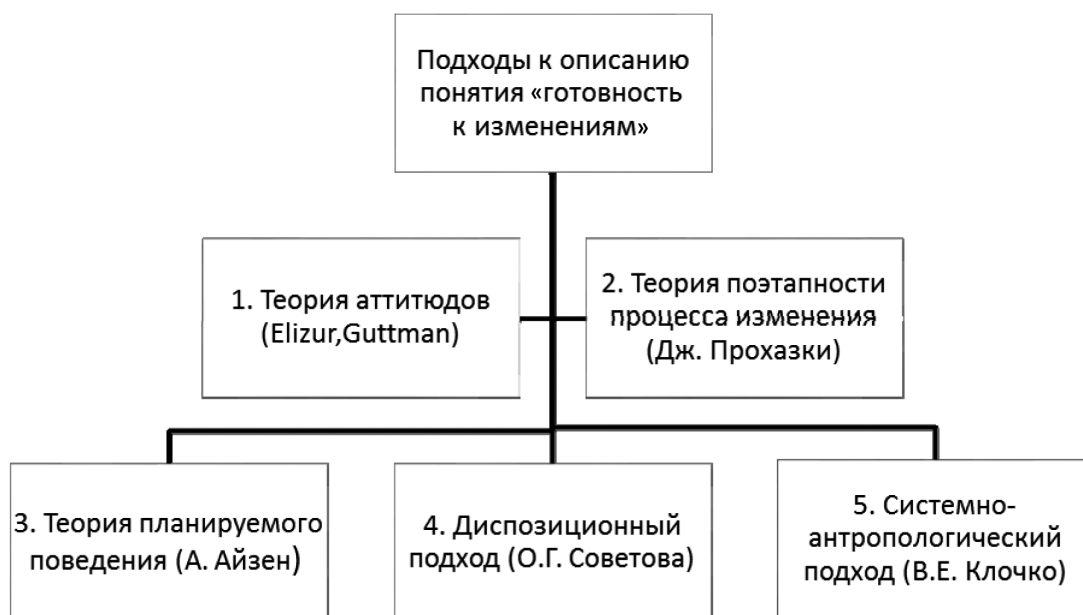 Подходы к описанию
понятия «готовность
к изменениям»
1. Теория аттитюдов
(Elizur,Guttman)
2. Теория поэтапности
процесса изменения
(Дж. Прохазки)
3. Теория планируемого
поведения (А. Айзен)
4. Диспозиционный
подход (О.Г. Советова)
5. Системно-
антропологический
подход (В.Е. Клочко)